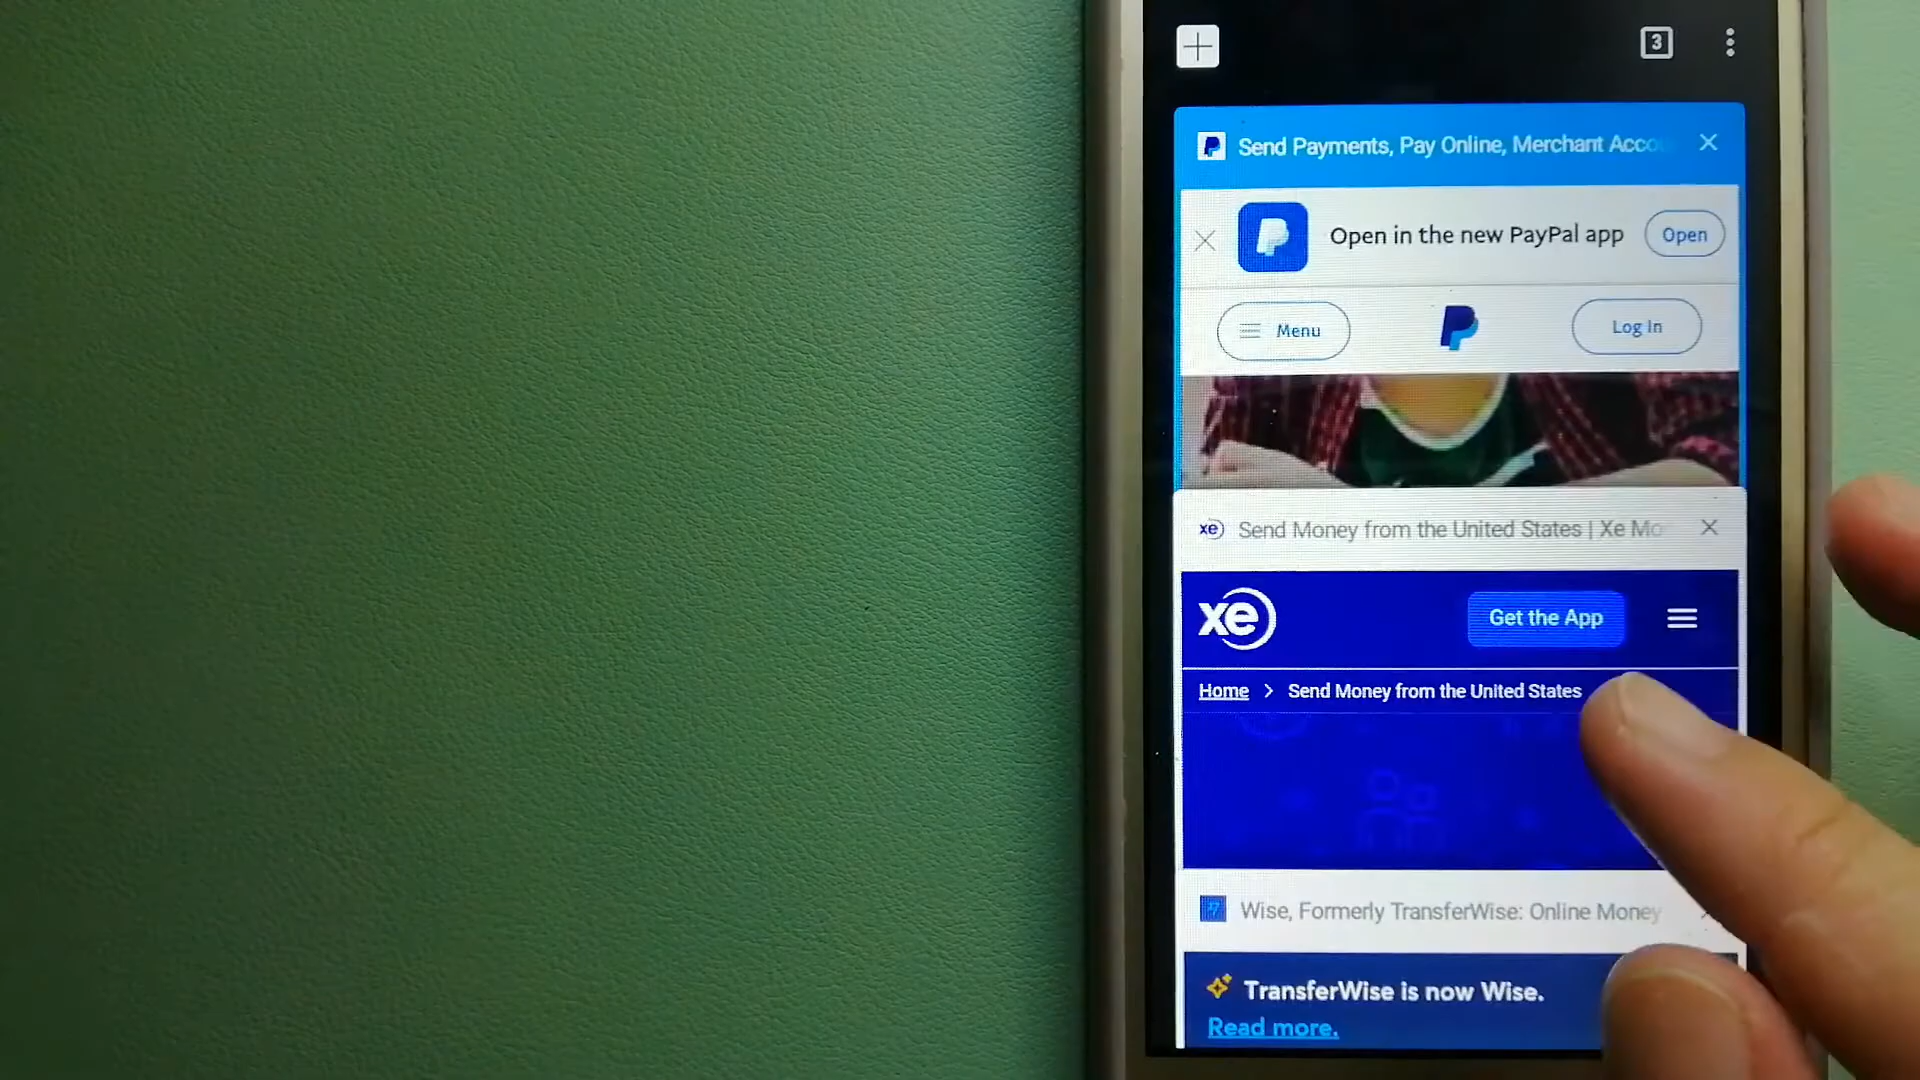 3
Send Payments, Pay Online, Merchant Acco
Open in the new PayPal app
Open
Menu
Log In
xe Send Money from the United States | Xe Mo
xe
Get the App
Home > Send Money from the United States
Wise, Formerly TransferWise: Online Money
TransferWise is now Wise.
Read more.